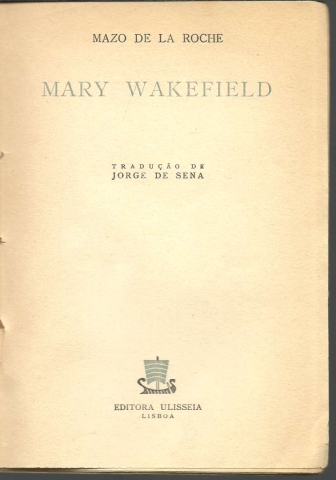 MAZO DE LA ROCHE
MARY WAKEFIELD
TRADUÇÃO DE
JORGE DE SENA
EDITORA ULISSEIA
LISBOA